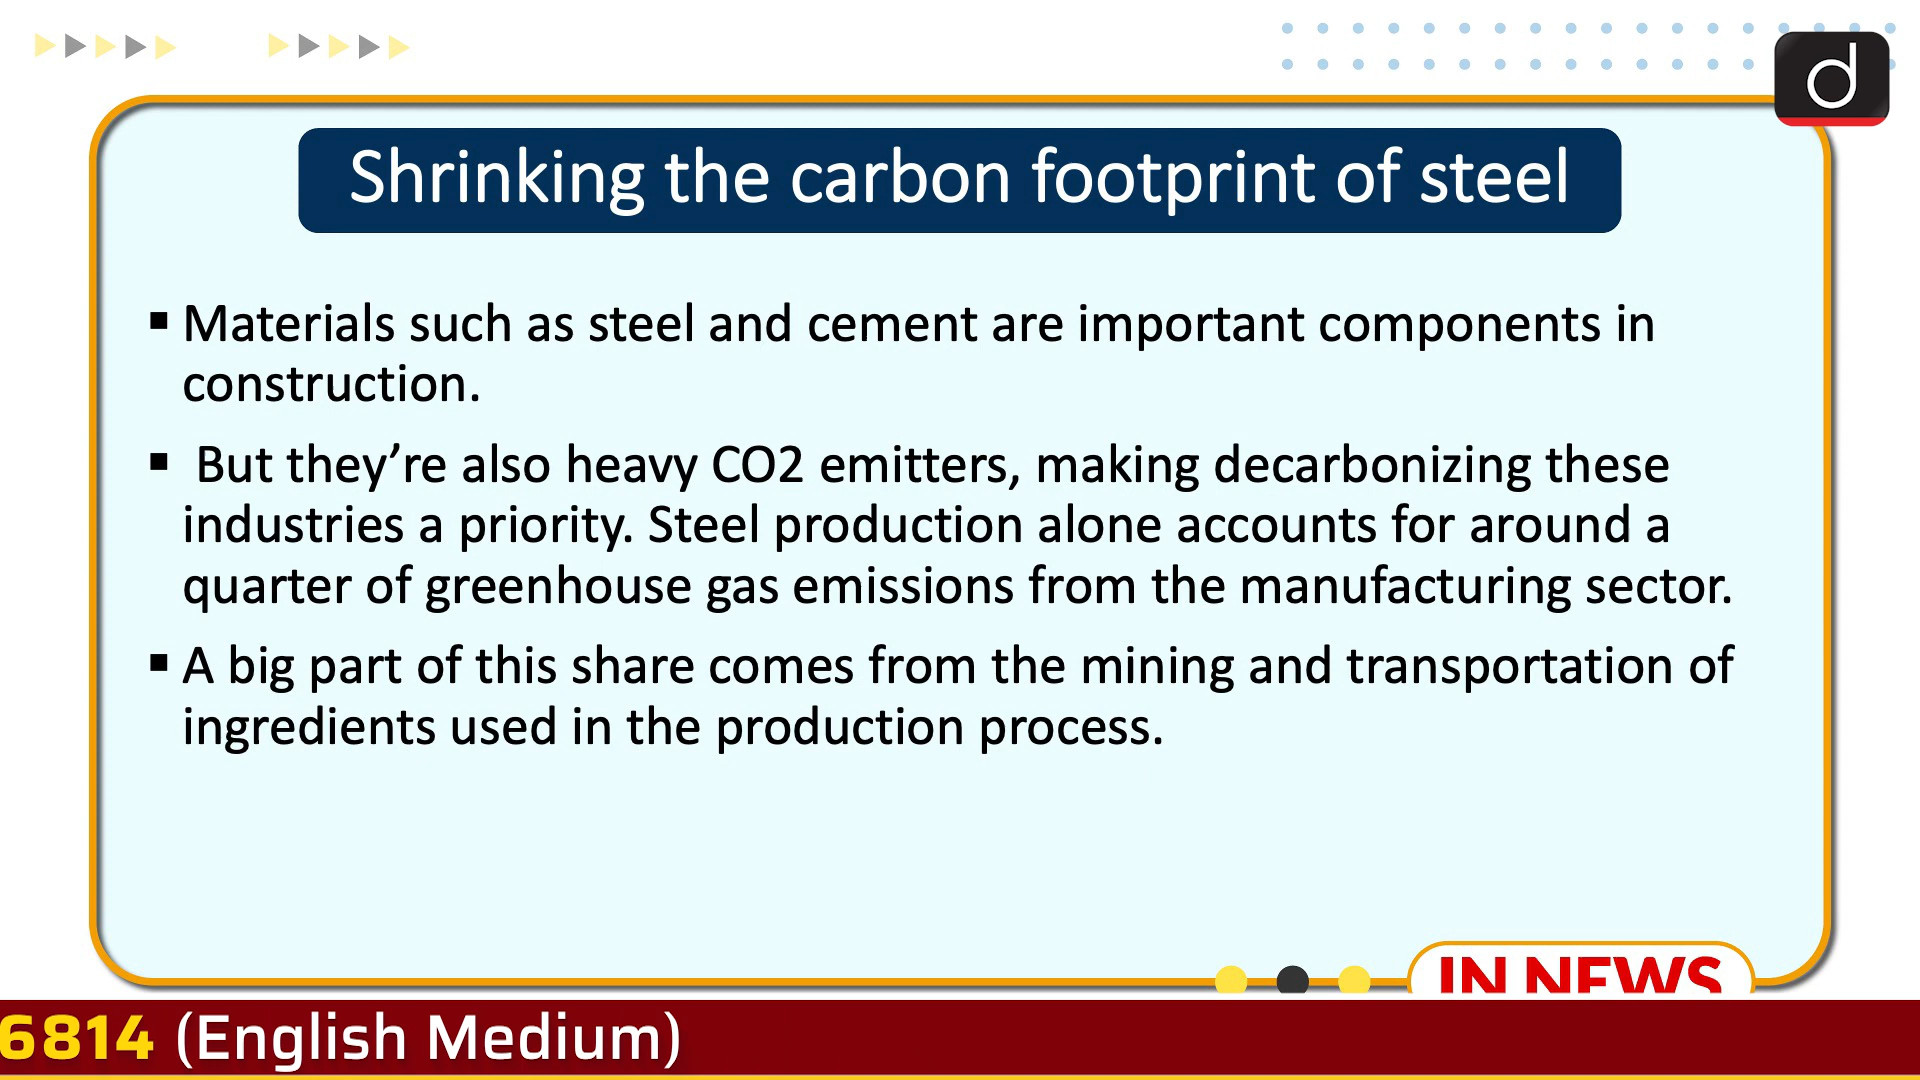 d
Shrinking the carbon footprint of steel
▪ Materials such as steel and cement are important components in
construction.
▪ But they’re also heavy CO2 emitters, making decarbonizing these
industries a priority. Steel production alone accounts for around a
quarter of greenhouse gas emissions from the manufacturing sector.
▪ A big part of this share comes from the mining and transportation of
ingredients used in the production process.
IN NEWS
6814 (English Medium)